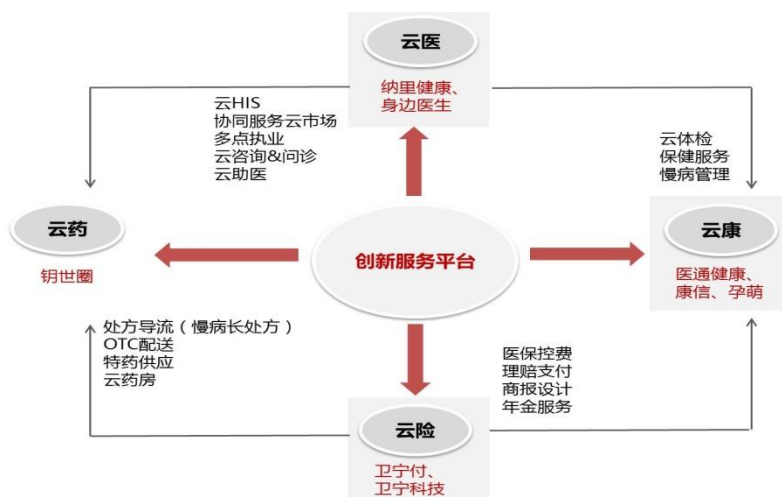 云医
纳里健康、
身边医生
云HIS
协同服务云市场
多点执业
云咨询&问诊
云助医
云体检
保健服务
慢病管理
云药
钥世圈
创新服务平台
云康
医通健康、
康信、孕萌
处方导流（慢病长处方）
OTC配送
特药供应
云药房
医保控费
理赔支付
商报设计
年金服务
云险
卫宁付、
卫宁科技